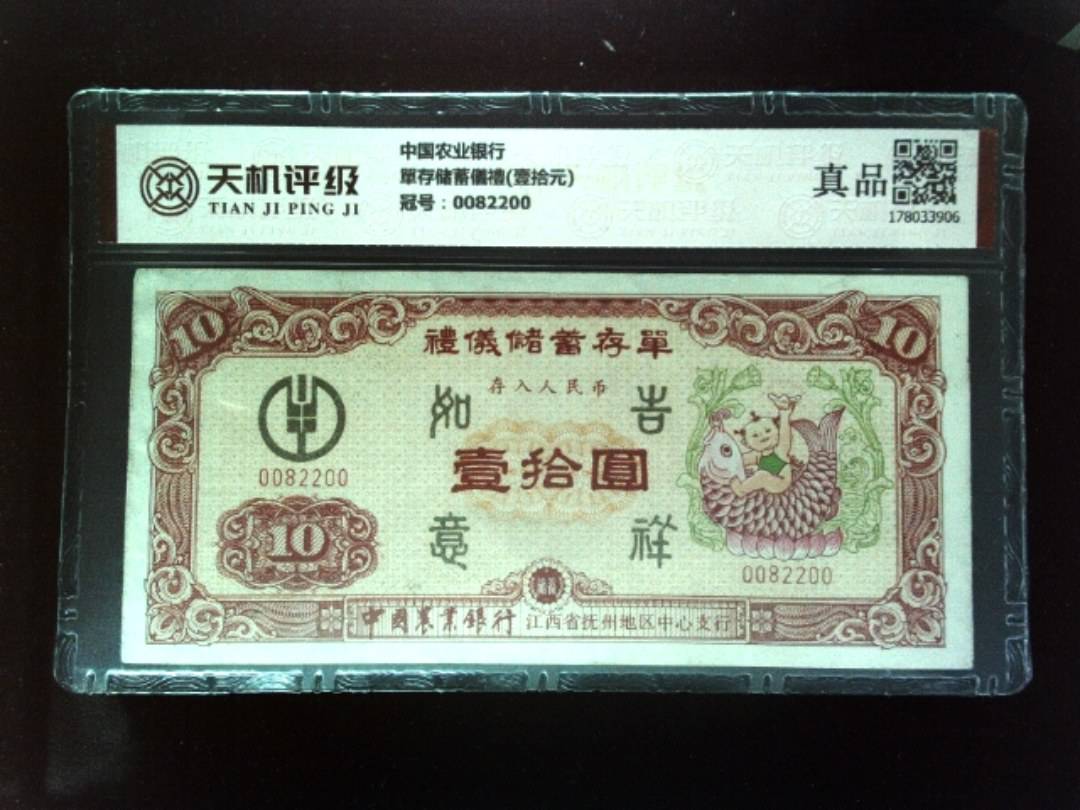 天机评级
TIAN JI PING JI
中国农业银行
單存储蓄儀禮(壹拾元)
冠号：0082200
真品
178033906
10
10
禮儀儲蓄存單
存入人民币
如
吉
壹拾圓
意
祥
0082200
10
0082200
中國農業銀行 江西省抚州地区中心支行